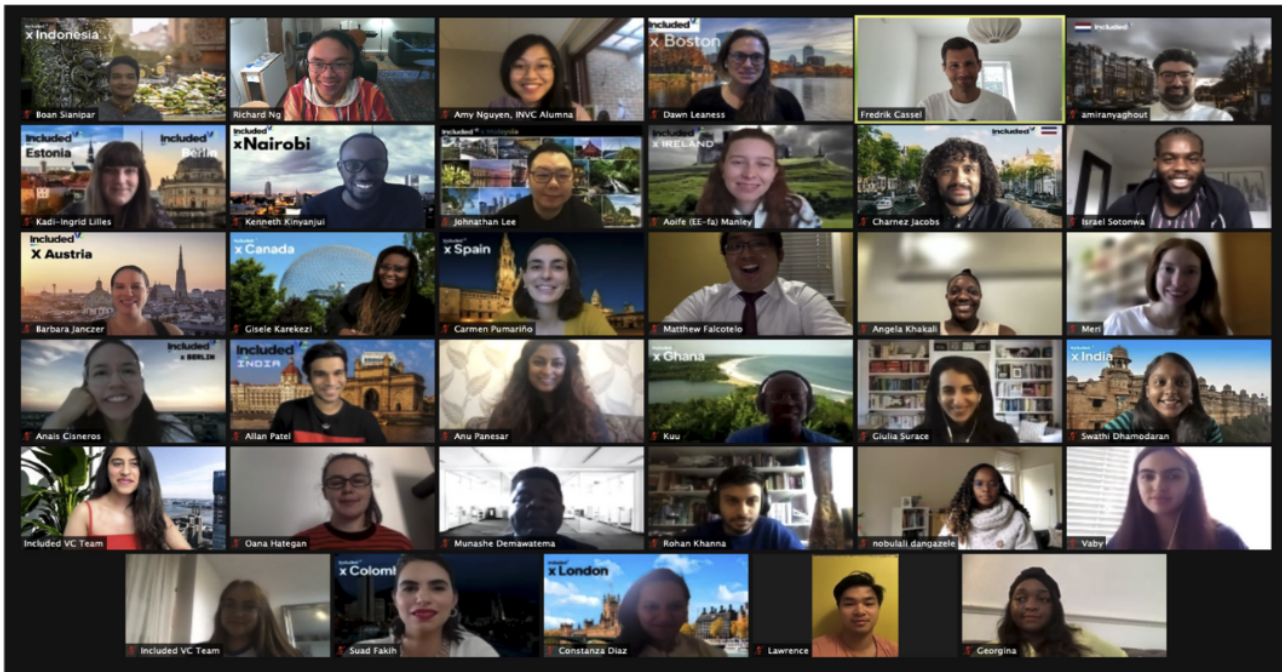 Included
x Indonesia
Boan Sianipar
Richard Ng
Amy Nguyen, INVC Alumna
Included
x Boston
Dawn Leaness
Fredrik Cassel
Included
amiranyaghout
Included
Estonia
Included
Berlin
Kadi-Ingrid Lilles
Included
xNairobi
Kenneth Kinyanjui
Included x Malaysia
Johnathan Lee
x IRELAND
Aoife (EE-fa) Manley
Included
Charnez Jacobs
Israel Sotonwa
Included
X Austria
Barbara Janczer
Included
x Canada
Gisele Karekezi
Included
x Spain
Carmen Pumariño
Matthew Falcotelo
Angela Khakali
Meri
Included
x BERLIN
Anais Cisneros
Included
INDIA
Allan Patel
Anu Panesar
Included
x Ghana
Kuu
Giulia Surace
Included
x India
Swathi Dhamodaran
Included VC Team
Oana Hategan
Munashe Demawatema
Rohan Khanna
nobulali dangazele
Vaby
Included VC Team
Included
x Colom
Suad Fakih
Included
x London
Constanza Diaz
Lawrence
Georgina